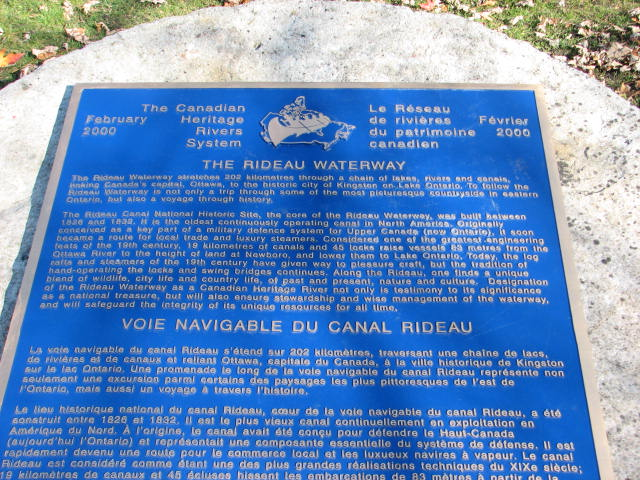 The Canadian
Heritage
Rivers
System
February
2000
Le Réseau
de rivières
du patrimoine
canadien
Février
2000
THE RIDEAU WATERWAY
The Rideau Waterway stretches 202 kilometres through a chain of lakes, rivers and canals,
linking Canada's capital, Ottawa, to the historic city of Kingston on Lake Ontario. To follow the
Rideau Waterway is not only a trip through some of the most picturesque countryside in eastern
Ontario, but also a voyage through history.
The Rideau Canal National Historic Site, the core of the Rideau Waterway, was built between
1826 and 1832. It is the oldest continuously operating canal in North America. Originally
conceived as a key part of a military defence system for Upper Canada (now Ontario), it soon
became a route for local trade and luxury steamers. Considered one of the greatest engineering
feats of the 19th century, 19 kilometres of canals and 45 locks raise vessels 83 metres from the
Ottawa River to the height of land at Newboro, and lower them to Lake Ontario. Today, the log
rafts and steamers of the 19th century have given way to pleasure craft, but the tradition of
hand-operating the locks and swing bridges continues. Along the Rideau, one finds a unique
blend of wildlife, city life and country life, of past and present, nature and culture. Designation
of the Rideau Waterway as a Canadian Heritage River not only is testimony to its significance
as a national treasure, but will also ensure stewardship and wise management of the waterway,
and will safeguard the integrity of its unique resources for all time.
VOIE NAVIGABLE DU CANAL RIDEAU
La voie navigable du canal Rideau s'étend sur 202 kilomètres, traversant une chaîne de lacs,
de rivières et de canaux et reliant Ottawa, capitale du Canada, à la ville historique de Kingston
sur le lac Ontario. Une promenade le long de la voie navigable du canal Rideau représente non
seulement une excursion parmi certains des paysages les plus pittoresques de l'est de
l'Ontario, mais aussi un voyage à travers l'histoire.
Le lieu historique national du canal Rideau, cœur de la voie navigable du canal Rideau, a été
construit entre 1826 et 1832. Il est le plus vieux canal continuellement en exploitation en
Amérique du Nord. À l'origine, le canal avait été conçu pour défendre le Haut-Canada
(aujourd'hui l'Ontario) et représentait une composante essentielle du système de défense. Il est
rapidement devenu une route pour le commerce local et les luxueux navires à vapeur. Le canal
Rideau est considéré comme étant une des plus grandes réalisations techniques du XIXe siècle;
19 kilomètres de canaux et 45 écluses hissent les embarcations de 83 mètres à partir de la